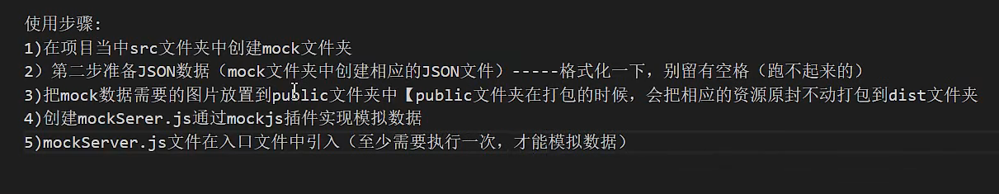 使用步骤:
1)在项目当中src文件夹中创建mock文件夹
2）第二步准备JSON数据（mock文件夹中创建相应的JSON文件）-----格式化一下，别留有空格（跑不起来的）
3)把mock数据需要的图片放置到public文件夹中【public文件夹在打包的时候，会把相应的资源原封不动打包到dist文件夹
4)创建mockSerer.js通过mockjs插件实现模拟数据
5)mockServer.js文件在入口文件中引入（至少需要执行一次，才能模拟数据）